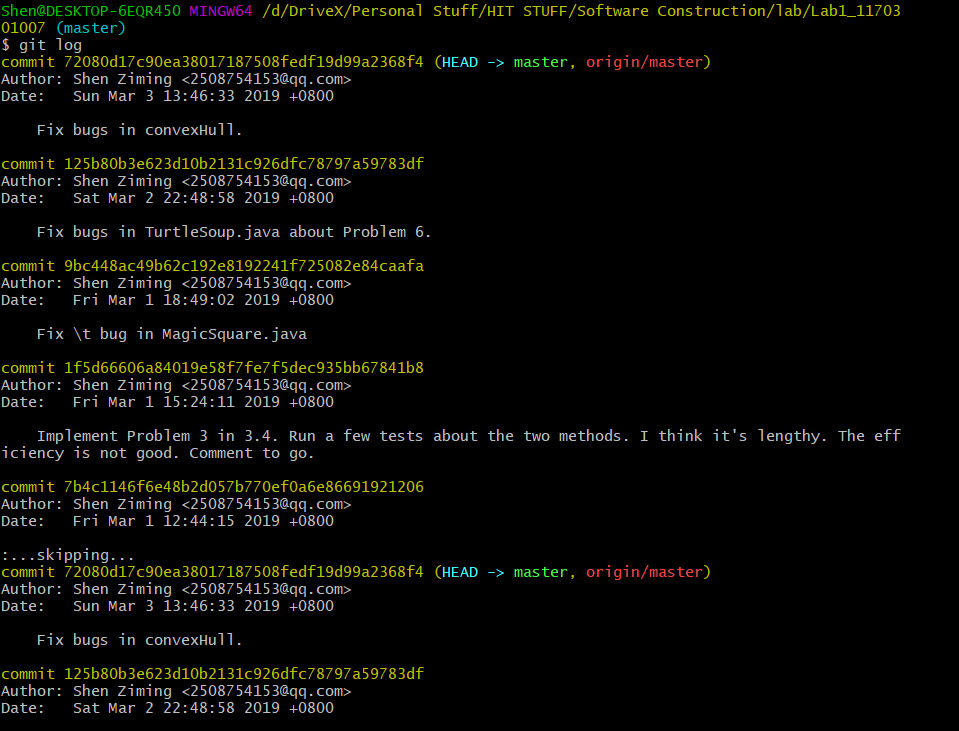 Shen@DESKTOP-6EQR450 MINGW64 /d/DriveX/Personal Stuff/HIT STUFF/Software Construction/lab/Lab1_11703
01007 (master)
$ git log
commit 72080d17c90ea38017187508fedf19d99a2368f4 (HEAD -> master, origin/master)
Author: Shen Ziming <2508754153@qq.com>
Date:   Sun Mar 3 13:46:33 2019 +0800

    Fix bugs in convexHull.

commit 125b80b3e623d10b2131c926dfc78797a59783df
Author: Shen Ziming <2508754153@qq.com>
Date:   Sat Mar 2 22:48:58 2019 +0800

    Fix bugs in TurtleSoup.java about Problem 6.

commit 9bc448ac49b62c192e8192241f725082e84caafa
Author: Shen Ziming <2508754153@qq.com>
Date:   Fri Mar 1 18:49:02 2019 +0800

    Fix \t bug in MagicSquare.java

commit 1f5d66606a84019e58f7fe7f5dec935bb67841b8
Author: Shen Ziming <2508754153@qq.com>
Date:   Fri Mar 1 15:24:11 2019 +0800

    Implement Problem 3 in 3.4. Run a few tests about the two methods. I think it's lengthy. The eff
iciency is not good. Comment to go.

commit 7b4c1146f6e48b2d057b770ef0a6e86691921206
Author: Shen Ziming <2508754153@qq.com>
Date:   Fri Mar 1 12:44:15 2019 +0800

:...skipping...
commit 72080d17c90ea38017187508fedf19d99a2368f4 (HEAD -> master, origin/master)
Author: Shen Ziming <2508754153@qq.com>
Date:   Sun Mar 3 13:46:33 2019 +0800

    Fix bugs in convexHull.

commit 125b80b3e623d10b2131c926dfc78797a59783df
Author: Shen Ziming <2508754153@qq.com>
Date:   Sat Mar 2 22:48:58 2019 +0800